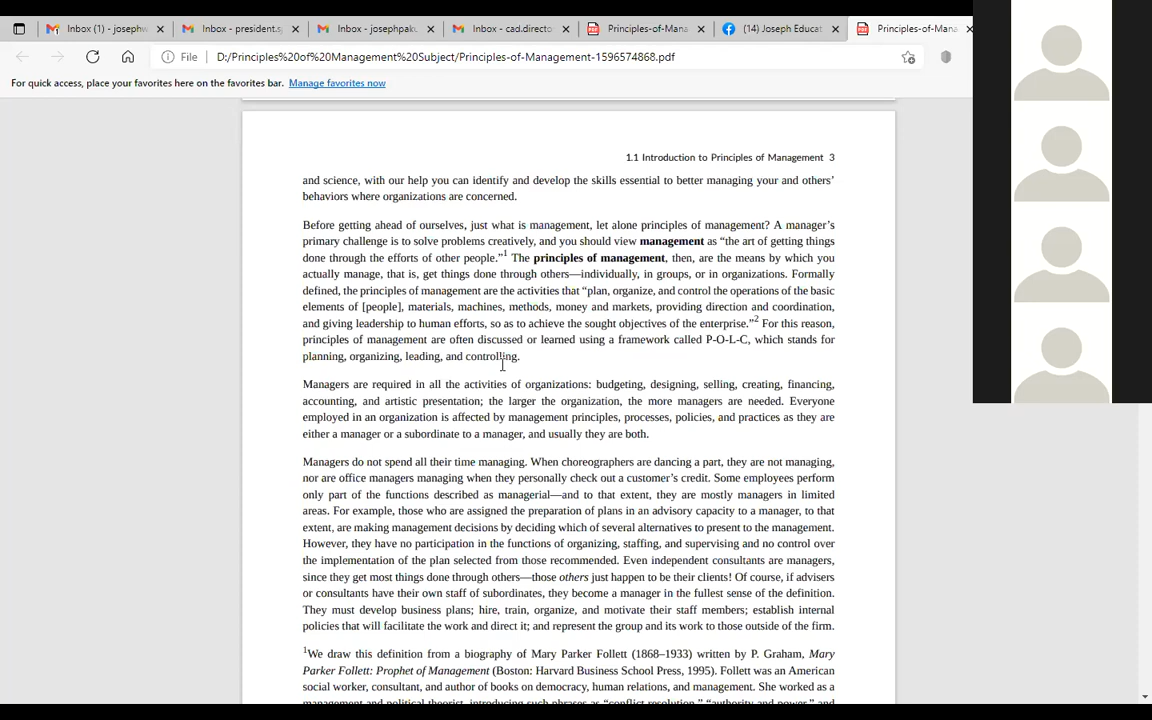 Inbox (1) - josephw
Inbox - president.sj
Inbox - josephpaku
Inbox - cad.directo
Principles-of-Mana
(14) Joseph Educat
Principles-of-Mana
File
D:/Principles%20of%20Management%20Subject/Principles-of-Management-1596574868.pdf
For quick access, place your favorites here on the favorites bar. Manage favorites now
1.1 Introduction to Principles of Management 3
and science, with our help you can identify and develop the skills essential to better managing your and others’
behaviors where organizations are concerned.
Before getting ahead of ourselves, just what is management, let alone principles of management? A manager’s
primary challenge is to solve problems creatively, and you should view management as “the art of getting things
done through the efforts of other people.”1 The principles of management, then, are the means by which you
actually manage, that is, get things done through others—individually, in groups, or in organizations. Formally
defined, the principles of management are the activities that “plan, organize, and control the operations of the basic
elements of [people], materials, machines, methods, money and markets, providing direction and coordination,
and giving leadership to human efforts, so as to achieve the sought objectives of the enterprise.”2 For this reason,
principles of management are often discussed or learned using a framework called P-O-L-C, which stands for
planning, organizing, leading, and controlling.
Managers are required in all the activities of organizations: budgeting, designing, selling, creating, financing,
accounting, and artistic presentation; the larger the organization, the more managers are needed. Everyone
employed in an organization is affected by management principles, processes, policies, and practices as they are
either a manager or a subordinate to a manager, and usually they are both.
Managers do not spend all their time managing. When choreographers are dancing a part, they are not managing,
nor are office managers managing when they personally check out a customer’s credit. Some employees perform
only part of the functions described as managerial—and to that extent, they are mostly managers in limited
areas. For example, those who are assigned the preparation of plans in an advisory capacity to a manager, to that
extent, are making management decisions by deciding which of several alternatives to present to the management.
However, they have no participation in the functions of organizing, staffing, and supervising and no control over
the implementation of the plan selected from those recommended. Even independent consultants are managers,
since they get most things done through others—those others just happen to be their clients! Of course, if advisers
or consultants have their own staff of subordinates, they become a manager in the fullest sense of the definition.
They must develop business plans; hire, train, organize, and motivate their staff members; establish internal
policies that will facilitate the work and direct it; and represent the group and its work to those outside of the firm.
1We draw this definition from a biography of Mary Parker Follett (1868–1933) written by P. Graham, Mary
Parker Follett: Prophet of Management (Boston: Harvard Business School Press, 1995). Follett was an American
social worker, consultant, and author of books on democracy, human relations, and management. She worked as a
management and political theorist, introducing such phrases as “conflict resolution,” “authority and power,” and